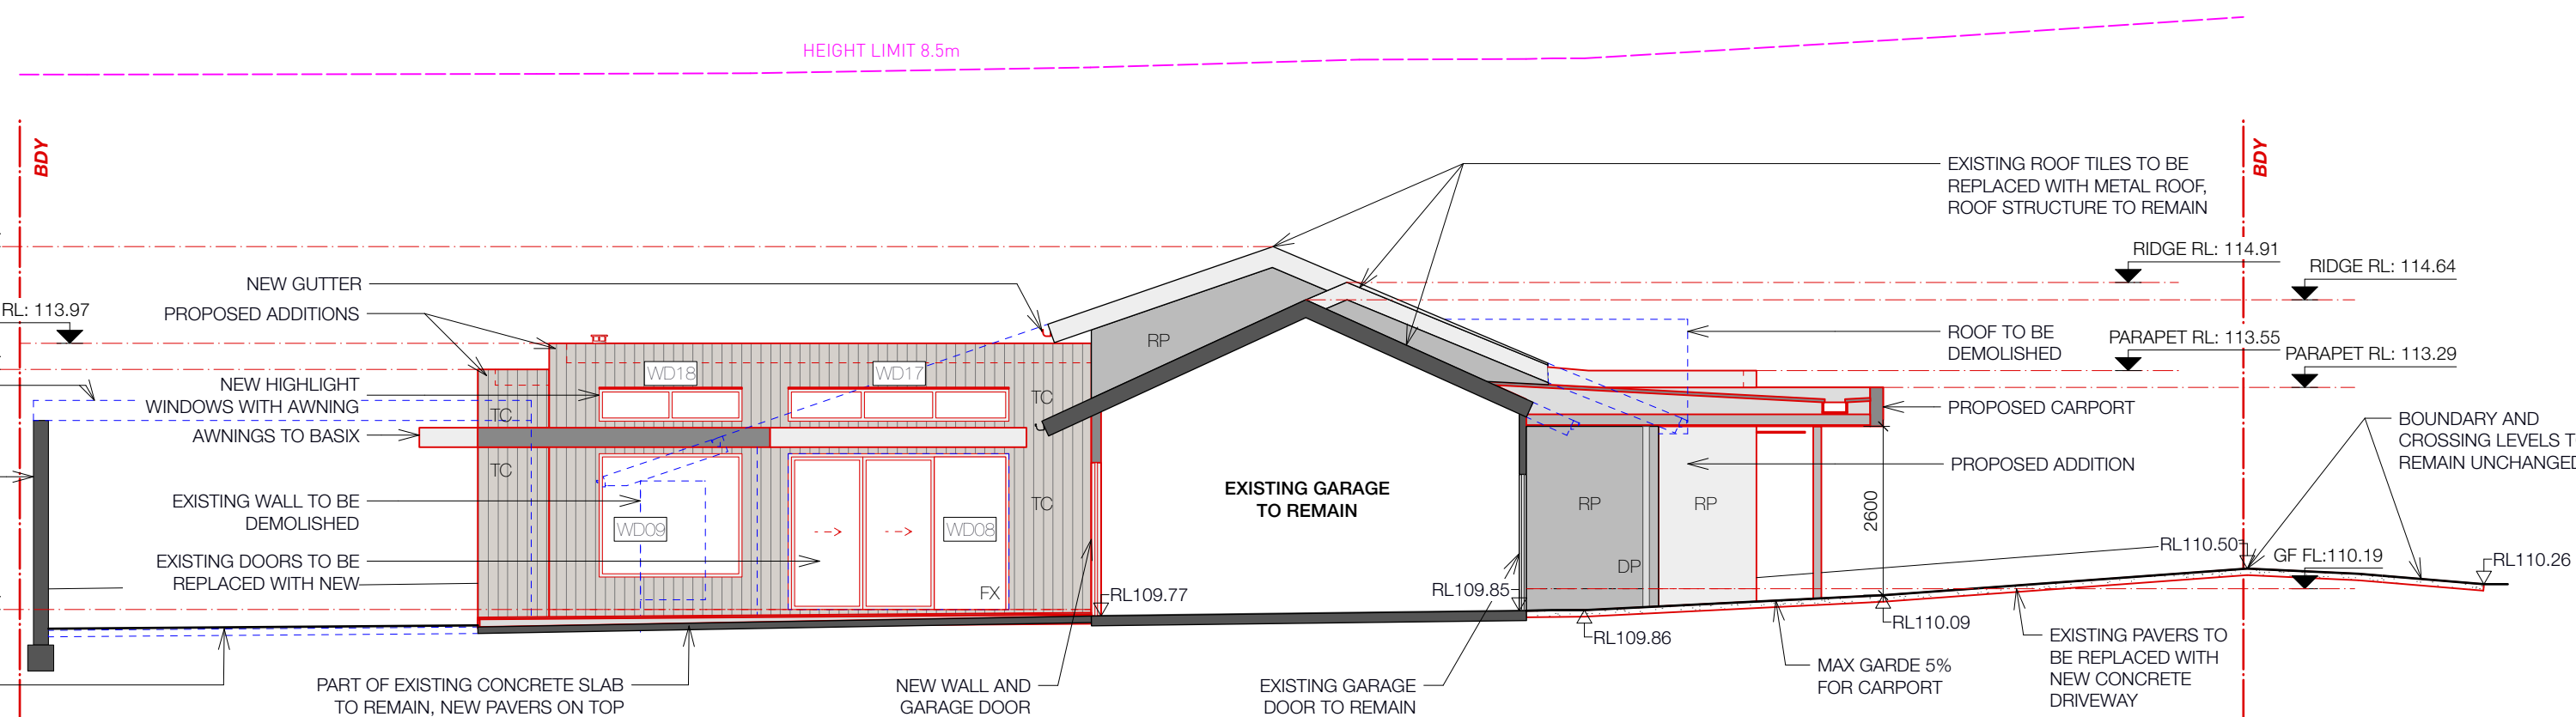 HEIGHT LIMIT 8.5m
BDY
BDY
EXISTING ROOF TILES TO BE
REPLACED WITH METAL ROOF,
ROOF STRUCTURE TO REMAIN
RIDGE RL: 114.91
RIDGE RL: 114.64
NEW GUTTER
RL: 113.97
PROPOSED ADDITIONS
ROOF TO BE
DEMOLISHED
PARAPET RL: 113.55
PARAPET RL: 113.29
RP
WD18
WD17
NEW HIGHLIGHT
WINDOWS WITH AWNING
TC
TC
PROPOSED CARPORT
AWNINGS TO BASIX
BOUNDARY AND
CROSSING LEVELS T
REMAIN UNCHANGED
TC
PROPOSED ADDITION
EXISTING WALL TO BE
DEMOLISHED
EXISTING GARAGE
TO REMAIN
TC
RP
RP
2600
WD09
WD08
RL110.50
GF FL:110.19
RL110.26
EXISTING DOORS TO BE
REPLACED WITH NEW
FX
DP
RL109.77
RL109.85
RL109.86
RL110.09
EXISTING PAVERS TO
BE REPLACED WITH
NEW CONCRETE
DRIVEWAY
MAX GARDE 5%
FOR CARPORT
PART OF EXISTING CONCRETE SLAB
TO REMAIN, NEW PAVERS ON TOP
NEW WALL AND
GARAGE DOOR
EXISTING GARAGE
DOOR TO REMAIN